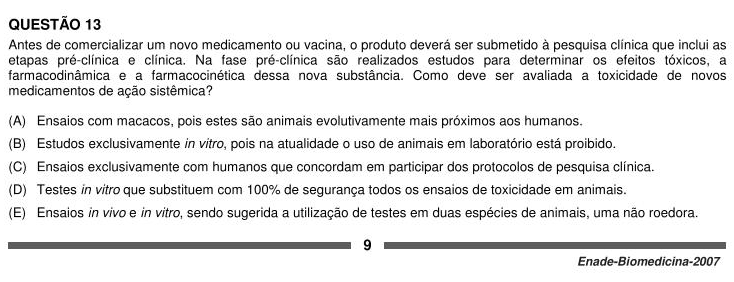 QUESTÃO 13
Antes de comercializar um novo medicamento ou vacina, o produto deverá ser submetido à pesquisa clínica que inclui as
etapas pré-clínica e clínica. Na fase pré-clínica são realizados estudos para determinar os efeitos tóxicos, a
farmacodinâmica e a farmacocinética dessa nova substância. Como deve ser avaliada a toxicidade de novos
medicamentos de ação sistêmica?
(A) Ensaios com macacos, pois estes são animais evolutivamente mais próximos aos humanos.
(B) Estudos exclusivamente in vitro, pois na atualidade o uso de animais em laboratório está proibido.
(C) Ensaios exclusivamente com humanos que concordam em participar dos protocolos de pesquisa clínica.
(D) Testes in vitro que substituem com 100% de segurança todos os ensaios de toxicidade em animais.
(E) Ensaios in vivo e in vitro, sendo sugerida a utilização de testes em duas espécies de animais, uma não roedora.
9
Enade-Biomedicina-2007